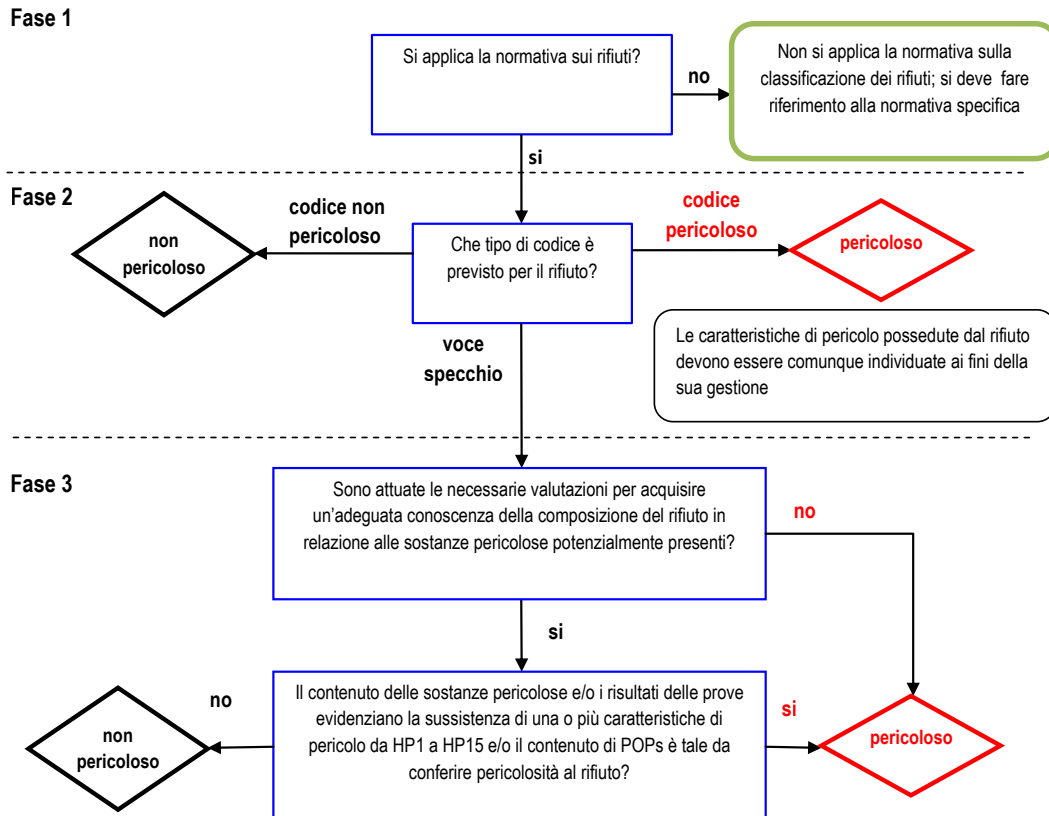 Fase 1
Si applica la normativa sui rifiuti?
no
Non si applica la normativa sulla
classificazione dei rifiuti; si deve fare
riferimento alla normativa specifica
si
Fase 2
non
pericoloso
codice non
pericoloso
Che tipo di codice è
previsto per il rifiuto?
codice
pericoloso
pericoloso
voce
specchio
Le caratteristiche di pericolo possedute dal rifiuto
devono essere comunque individuate ai fini della
sua gestione
Fase 3
Sono attuate le necessarie valutazioni per acquisire
un'adeguata conoscenza della composizione del rifiuto in
relazione alle sostanze pericolose potenzialmente presenti?
no
si
non
pericoloso
no
Il contenuto delle sostanze pericolose e/o i risultati delle prove
evidenziano la sussistenza di una o più caratteristiche di
pericolo da HP1 a HP15 e/o il contenuto di POPs è tale da
conferire pericolosità al rifiuto?
si
pericoloso